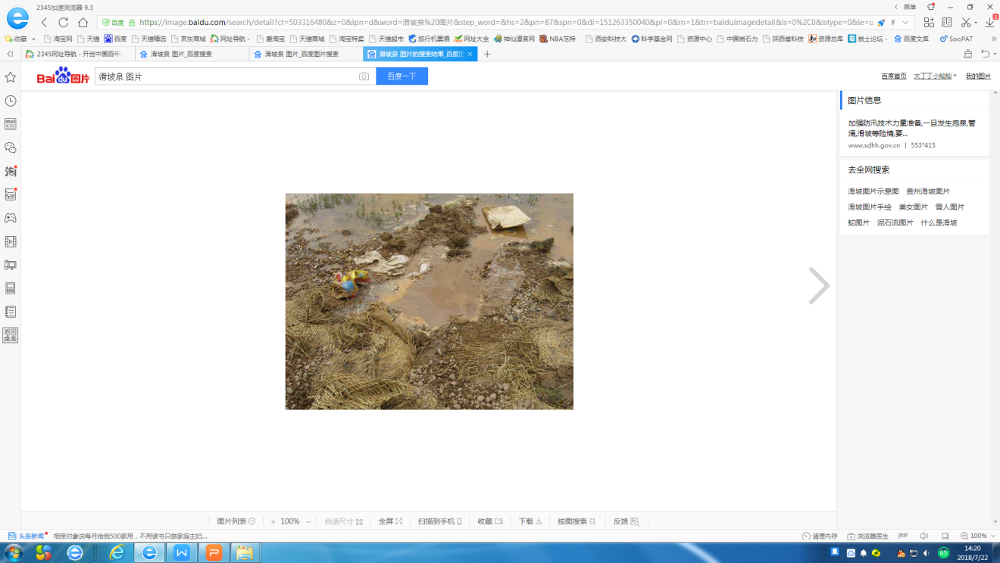 2345加速浏览器 9.3
菜单
百度
https://image.baidu.com/search/detail?ct=503316480&z=0&ipn=d&word=滑坡泉%20图片&step_word=&hs=2&pn=87&spn=0&di=151263350040&pi=0&rn=1&tn=baiduimagedetail&is=0%2C0&istype=0&ie=u
2
收藏 淘宝网 天猫 百度 天猫精选 京东商城 网址导航 爱淘宝 天猫商城 淘宝特卖 天猫超市 旅行机票酒 网址大全 神仙道官网 NBA范特 西安科技大 科学基金网 资源中心 中国岩石力 陕西省科技 资源总库 岩土论坛 - 百度文库 SooPAT
2345网址导航 - 开创中国百年 滑坡泉 图片_百度搜索 滑坡泉 图片_百度图片搜索 滑坡泉 图片的搜索结果_百度图
Bai du 图片 滑坡泉 图片 百度一下 百度首页 大丁丁小灿灿 我的图片
图片信息
加强防汛技术力量准备,一旦发生泡泉,管
涌,滑坡等险情,要...
www.sdhh.gov.cn | 553*415
去全网搜索
滑坡图片示意图 贵州滑坡图片
滑坡图片手绘 美女图片 雪人图片
蛇图片 泥石流图片 什么是滑坡
news
淘
返回
桌面
图片列表 + 100% − 合适尺寸 全屏 扫描到手机 收藏 下载 按图搜索 反馈
头条新闻 相亲对象说每月给我500家用，不用读书只做家庭主妇... 清理内存 浏览器医生 100%
65
14:20
2018/7/22